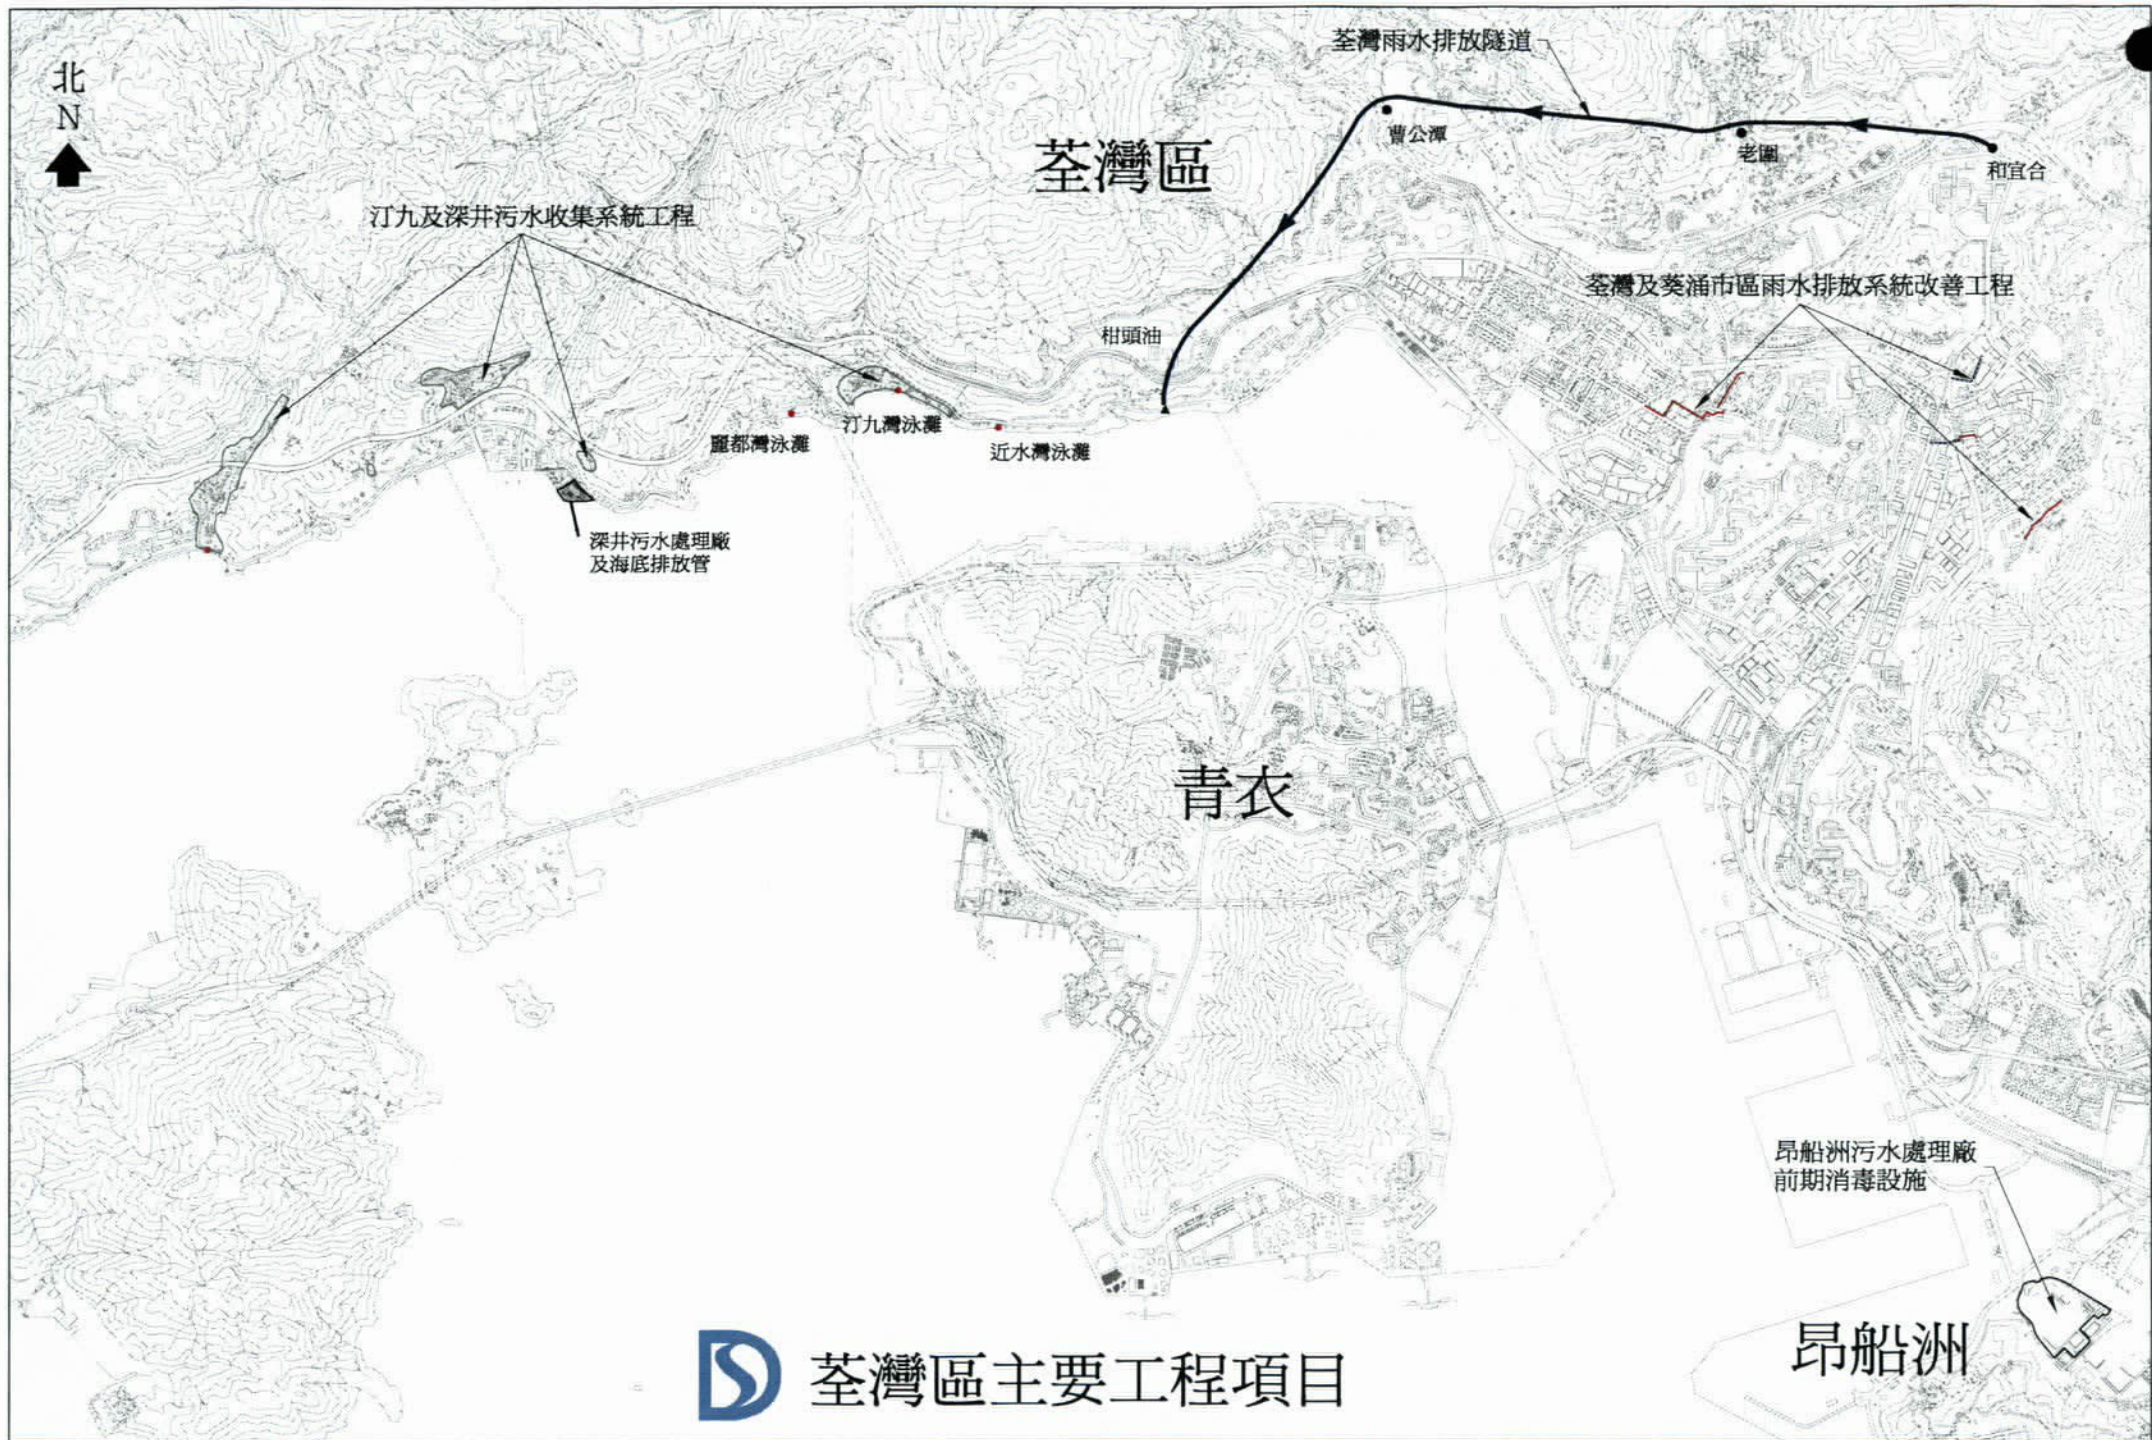 荃灣雨水排放隧道
北
N
曹公潭
老圍
和宜合
荃灣區
汀九及深井污水收集系統工程
荃灣及葵涌市區雨水排放系統改善工程
柑頭油
汀九灣泳灘
麗都灣泳灘
近水灣泳灘
深井污水處理廠
及海底排放管
青衣
昂船洲污水處理廠
前期消毒設施
昂船洲
荃灣區主要工程項目